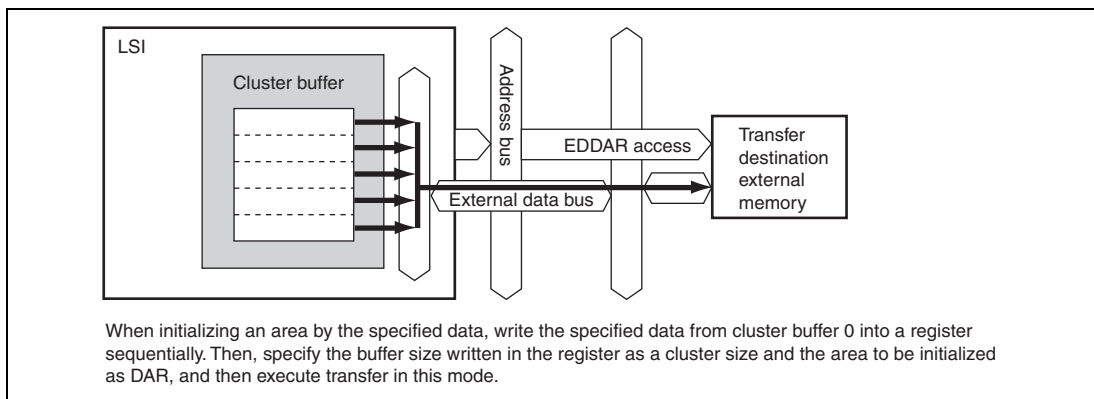 LSI
Cluster buffer
Address bus
EDDAR access
External data bus
Transfer
destination
external
memory
When initializing an area by the specified data, write the specified data from cluster buffer 0 into a register
sequentially. Then, specify the buffer size written in the register as a cluster size and the area to be initialized
as DAR, and then execute transfer in this mode.